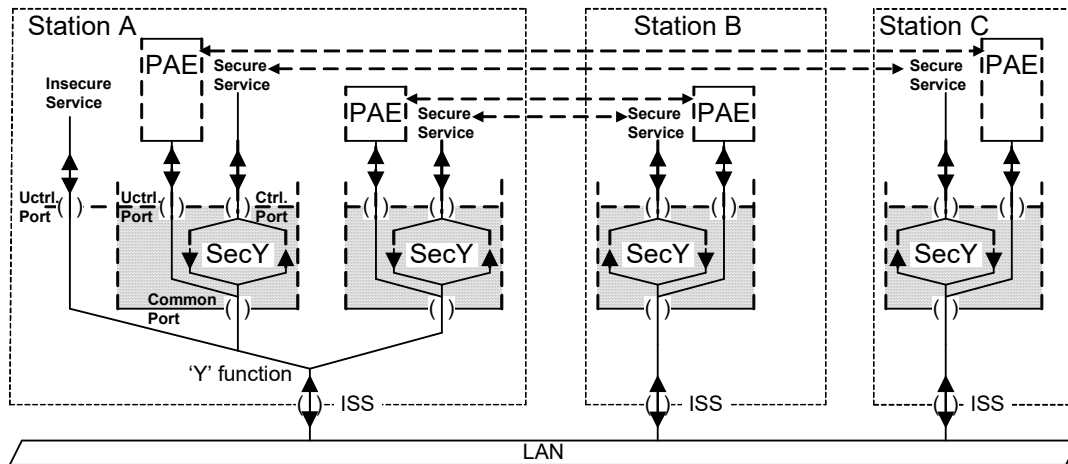 Station A
Station B
Station C
PAE
PAE
Secure
Service
Secure
Service
Insecure
Service
PAE
Secure
Service
Secure
Service
PAE
Uctrl.
Port
( )
Uctrl.
Port
( )
( )
Ctrl.
Port
( )
( )
( )
( )
( )
( )
SecY
SecY
SecY
SecY
Common
Port
( )
( )
( )
( )
'Y' function
( )
ISS
( )
ISS
( )
ISS
LAN